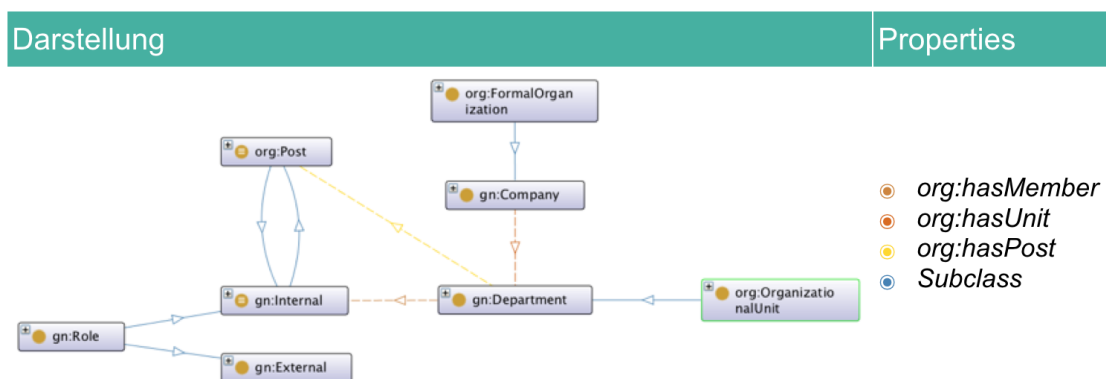 Darstellung
Properties
org:FormalOrgan
ization
org:Post
gn:Company
org:hasMember
org:hasUnit
org:hasPost
Subclass
gn:Internal
gn:Department
org:Organizatio
nalUnit
gn:Role
gn:External